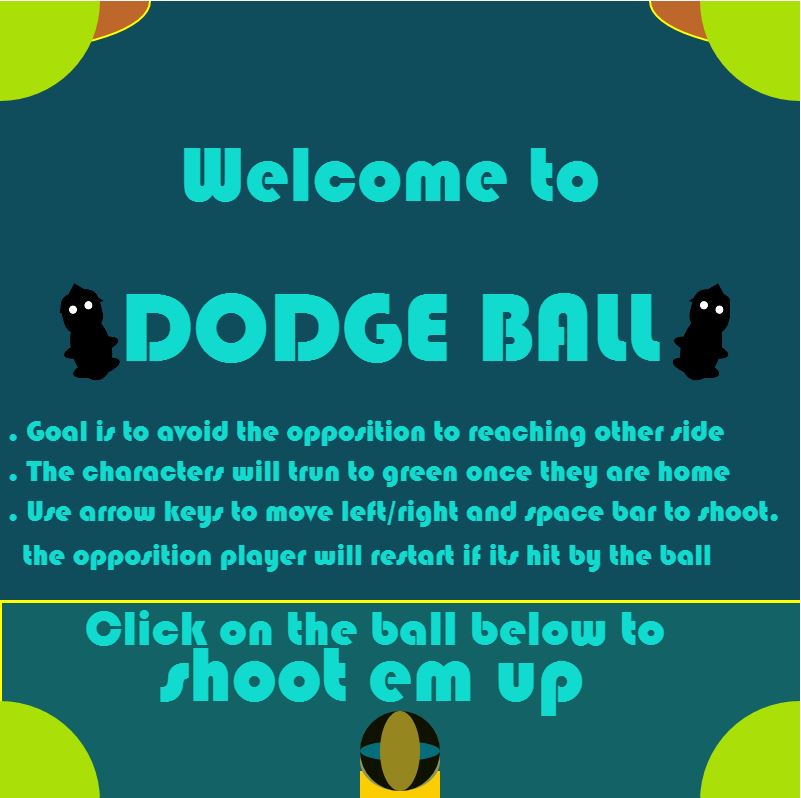 Welcome to
DODGE BALL
. Goal is to avoid the opposition to reaching other side
. The characters will trun to green once they are home
. Use arrow keys to move left/right and space bar to shoot.
the opposition player will restart if its hit by the ball
Click on the ball below to
shoot em up